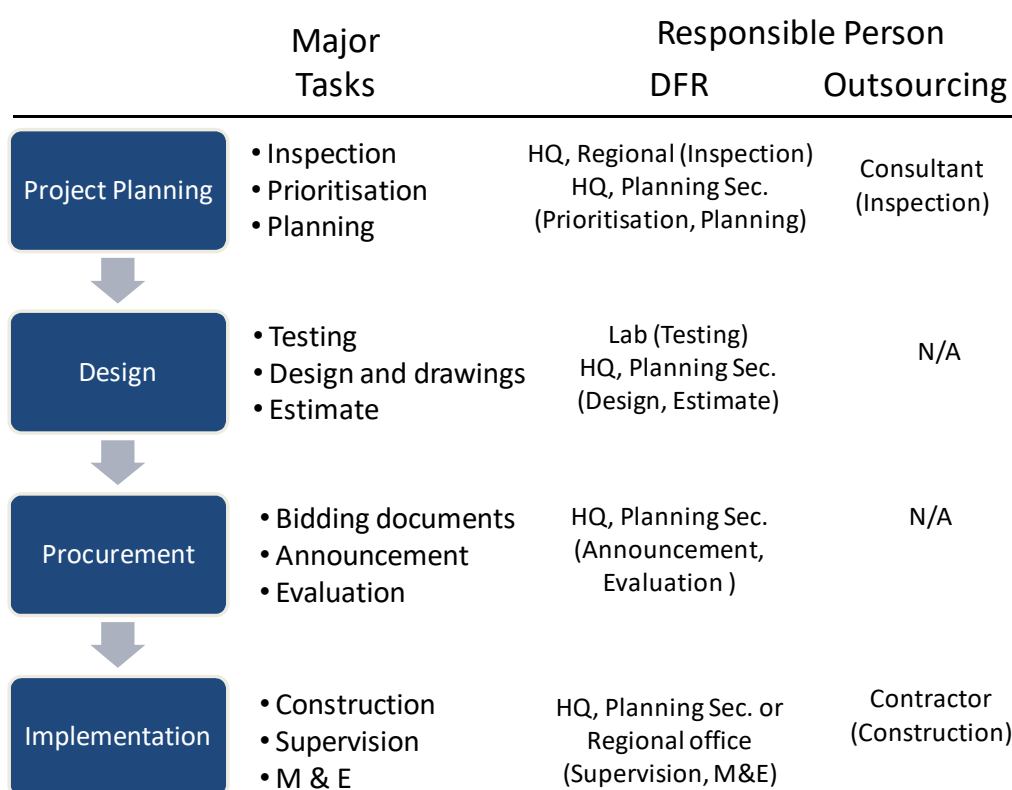 Major Tasks
Responsible Person
DFR
Outsourcing
Project Planning
• Inspection
• Prioritisation
• Planning
HQ, Regional (Inspection)
HQ, Planning Sec.
(Prioritisation, Planning)
Consultant
(Inspection)
Design
• Testing
• Design and drawings
• Estimate
Lab (Testing)
HQ, Planning Sec.
(Design, Estimate)
N/A
Procurement
• Bidding documents
• Announcement
• Evaluation
HQ, Planning Sec.
(Announcement,
Evaluation )
N/A
Implementation
• Construction
• Supervision
• M & E
HQ, Planning Sec. or
Regional office
(Supervision, M&E)
Contractor
(Construction)